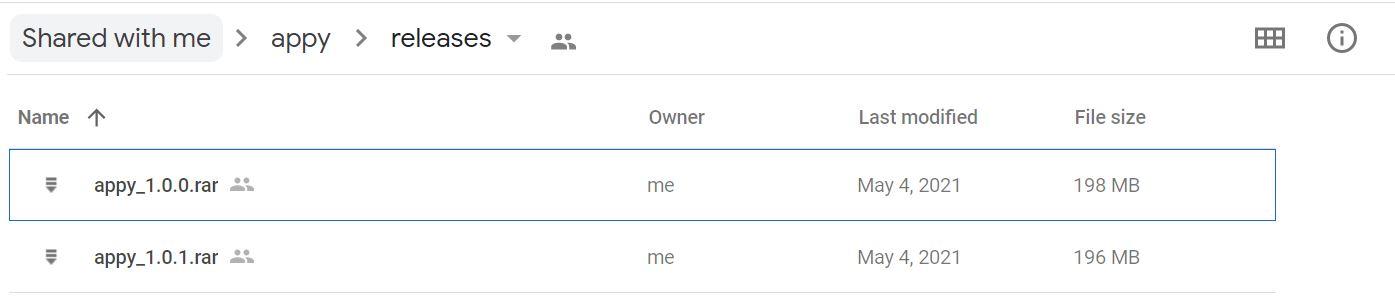 Shared with me > appy > releases
Name Owner Last modified File size
appy_1.0.0.rar me May 4, 2021 198 MB
appy_1.0.1.rar me May 4, 2021 196 MB